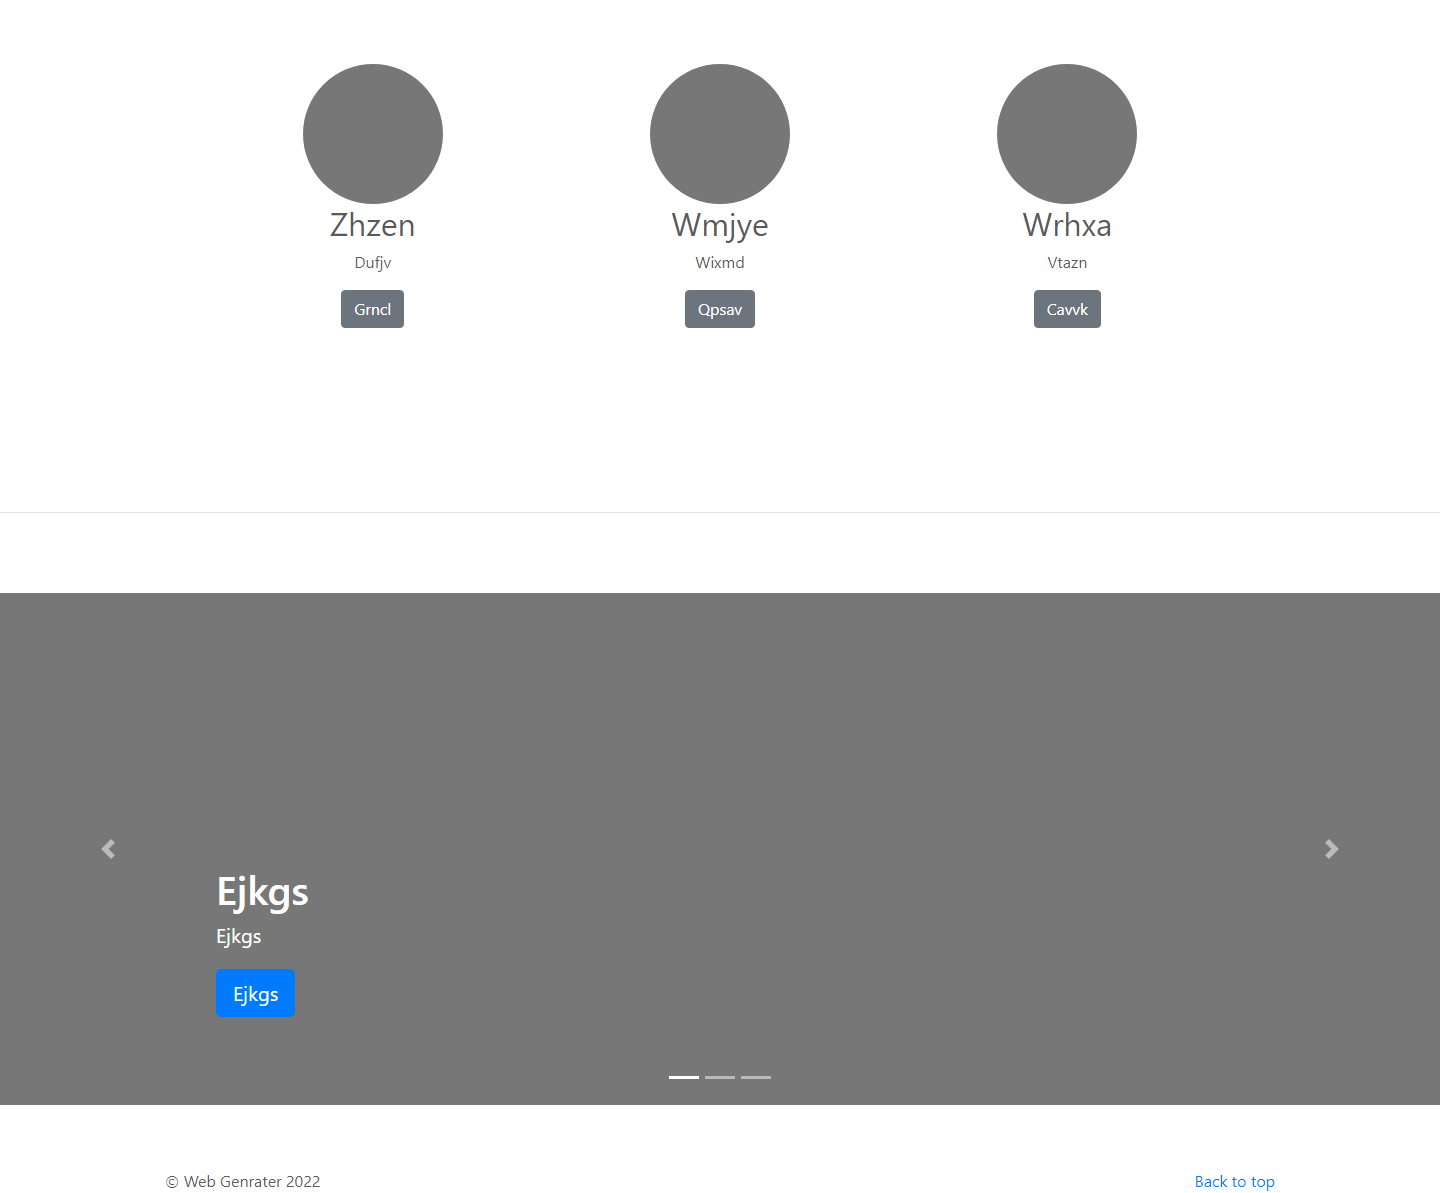 Zhzen
Wmjye
Wrhxa
Dufjv
Wixmd
Vtazn
Grncl
Qpsav
Cavvk
Ejkgs
Ejkgs
Ejkgs
© Web Genrater 2022
Back to top